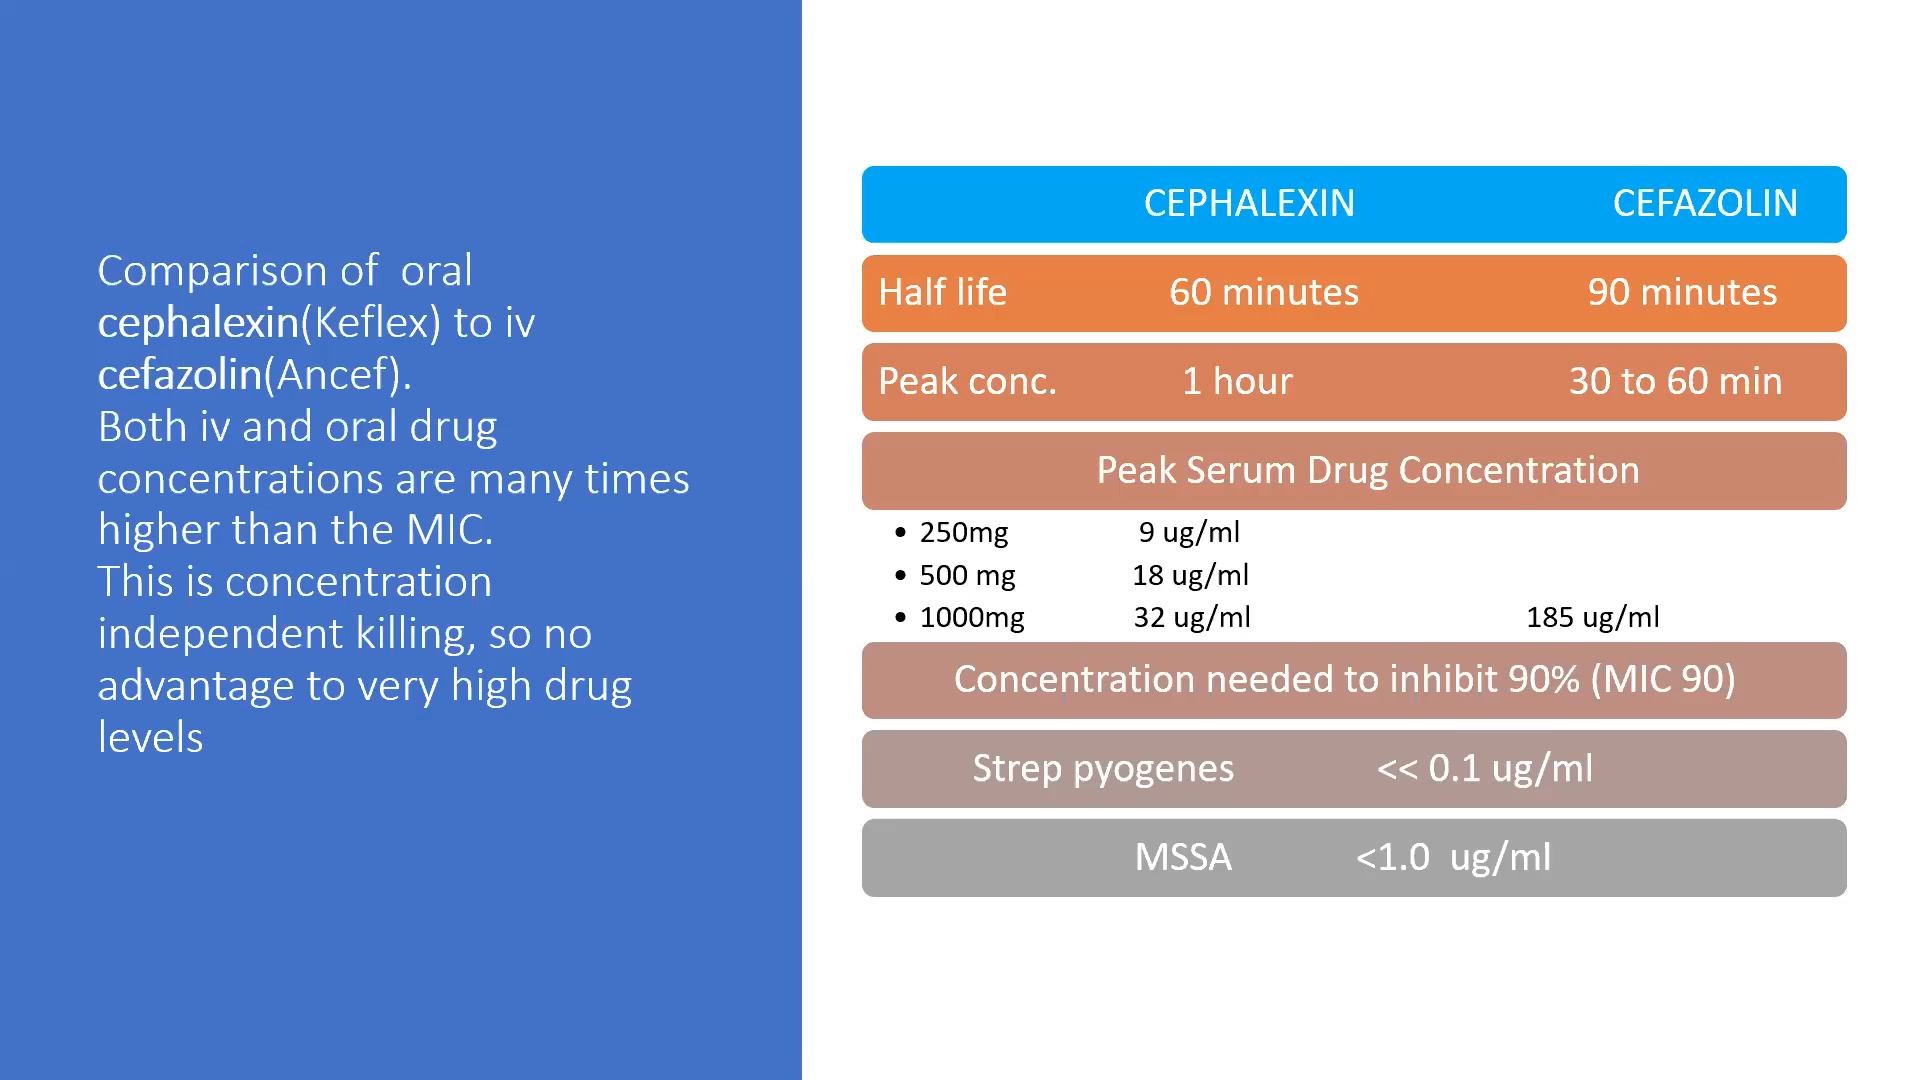 Comparison of  oral
cephalexin(Keflex) to iv
cefazolin(Ancef).
Both iv and oral drug
concentrations are many times
higher than the MIC.
This is concentration
independent killing, so no
advantage to very high drug
levels
CEPHALEXIN CEFAZOLIN
Half life 60 minutes 90 minutes
Peak conc. 1 hour 30 to 60 min
Peak Serum Drug Concentration
• 250mg 9 ug/ml
• 500 mg 18 ug/ml
• 1000mg 32 ug/ml 185 ug/ml
Concentration needed to inhibit 90% (MIC 90)
Strep pyogenes << 0.1 ug/ml
MSSA <1.0  ug/ml